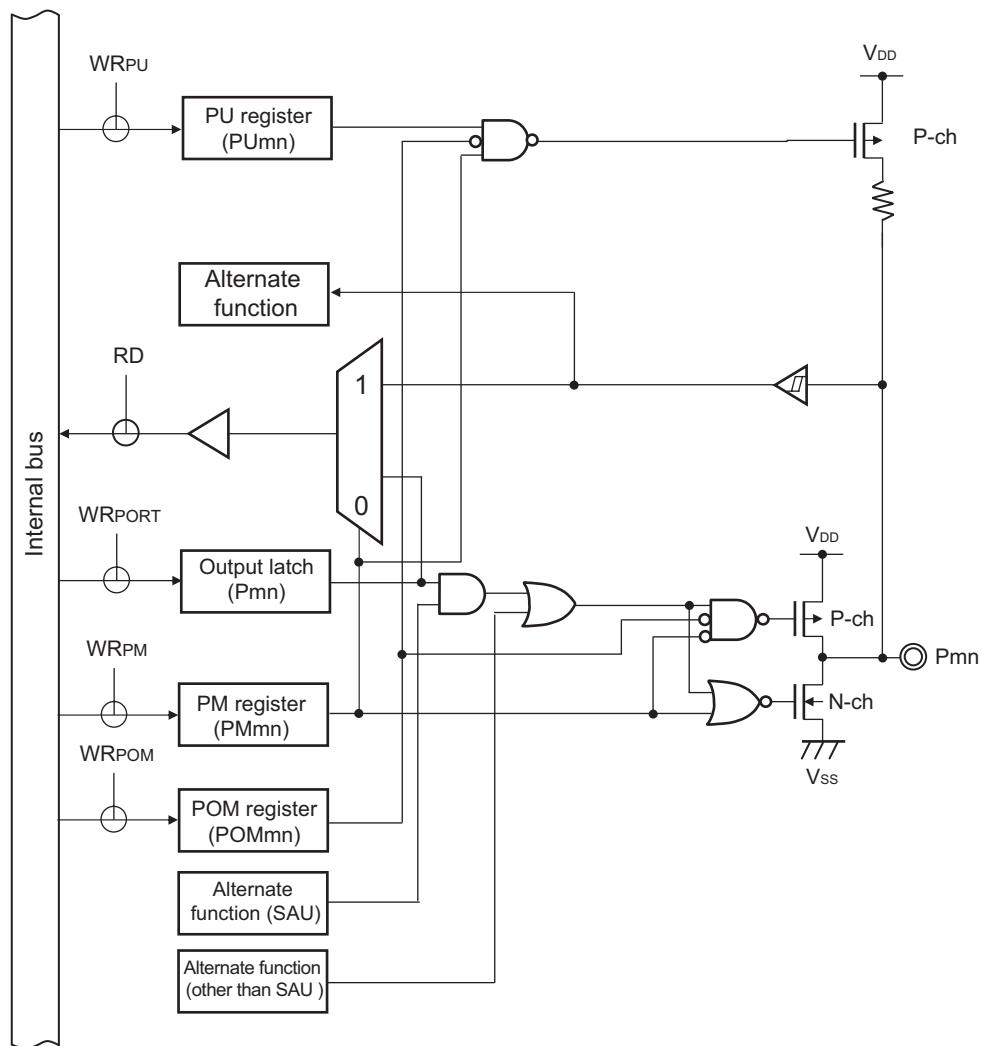 WRPU
VDD
PU register
(PUmn)
P-ch
Alternate
function
RD
1
0
Internal bus
WRPORT
Output latch
(Pmn)
VDD
P-ch
Pmn
WRPM
PM register
(PMmn)
N-ch
VSS
WRPOM
POM register
(POMmn)
Alternate
function (SAU)
Alternate function
(other than SAU )